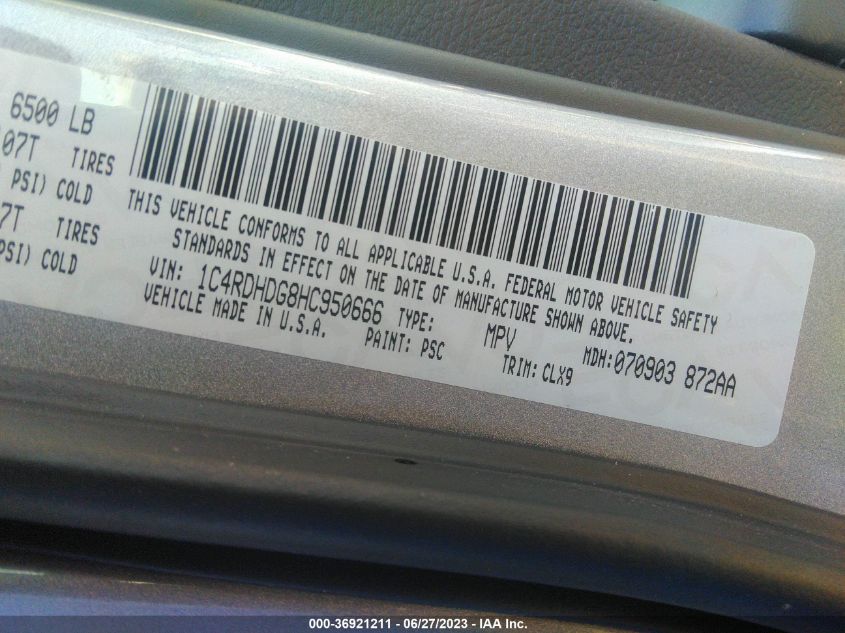 6500 LB
07T TIRES
PSI) COLD
7T TIRES
PSI) COLD
THIS VEHICLE CONFORMS TO ALL APPLICABLE U.S.A. FEDERAL MOTOR VEHICLE SAFETY
STANDARDS IN EFFECT ON THE DATE OF MANUFACTURE SHOWN ABOVE.
VIN: 1C4RDHDG8HC950666 TYPE: MPV MDH:070903 872AA
VEHICLE MADE IN U.S.A. PAINT: PSC TRIM: CLX9
000-36921211 - 06/27/2023 - © IAA Inc.